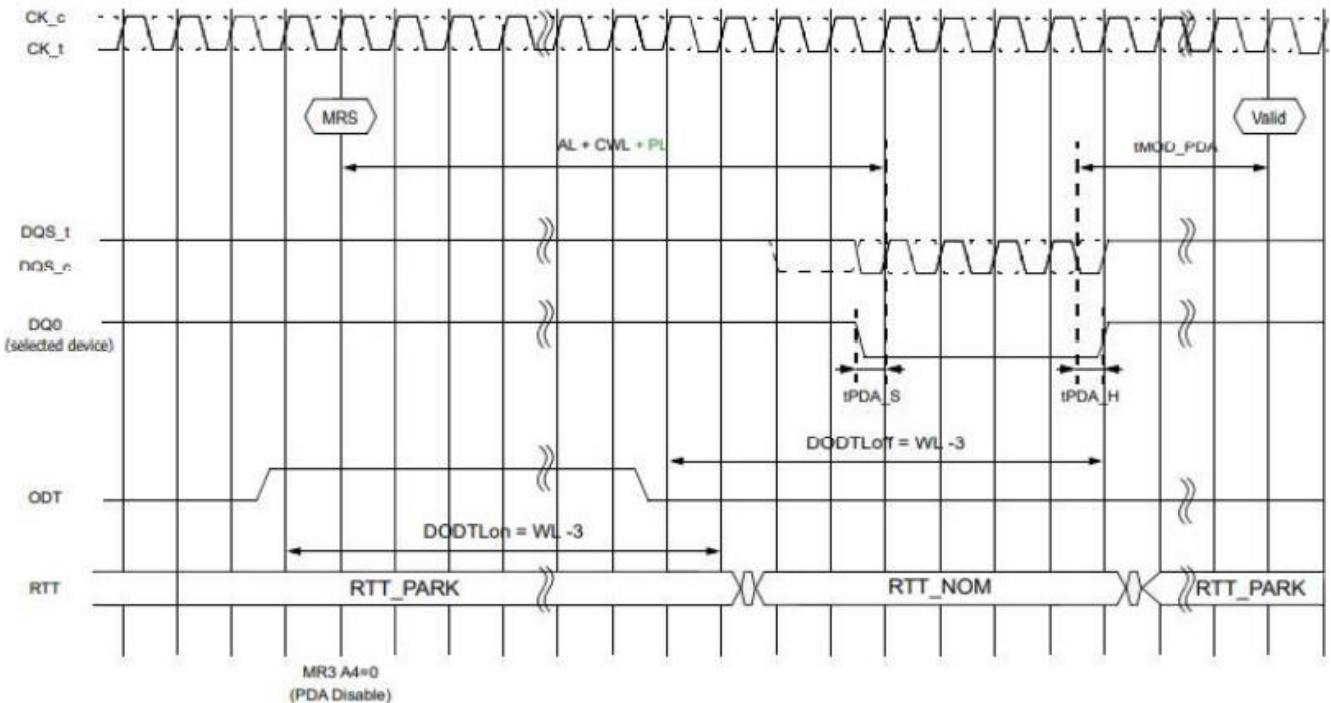 CK_c
CK_t
MRS
Valid
AL + CWL + PL
tMOD_PDA
DQS_t
DQS_c
DQ0
(selected device)
tPDA_S
tPDA_H
DODTLoff = WL -3
ODT
DODTLon = WL -3
RTT
RTT_PARK
RTT_NOM
RTT_PARK
MR3 A4=0
(PDA Disable)